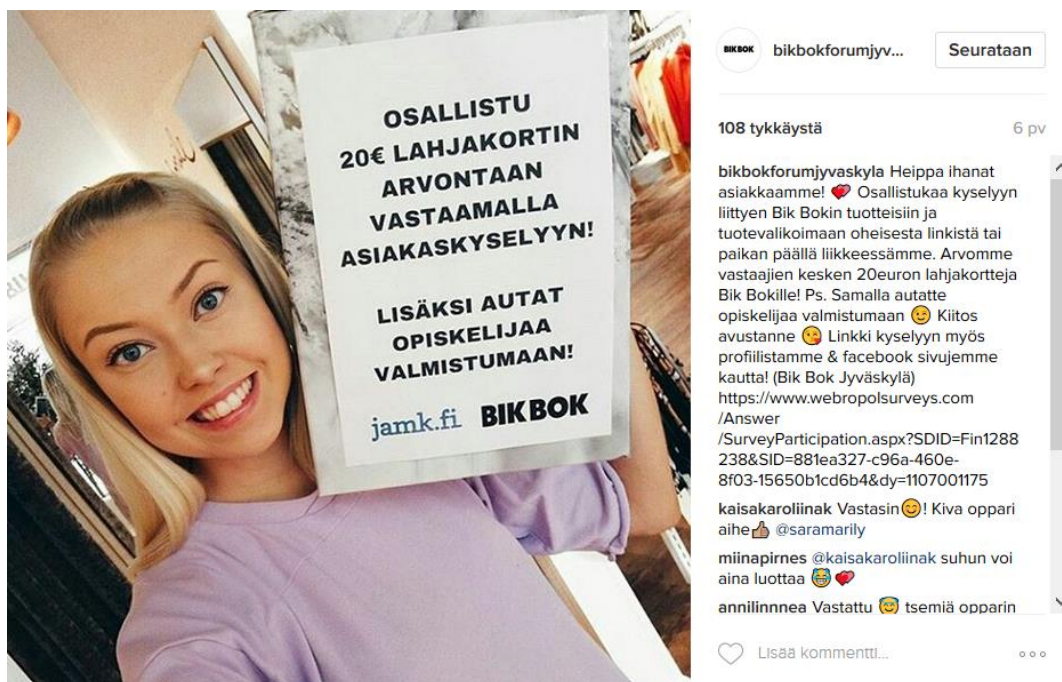 OSALLISTU
20€ LAHJAKORTIN
ARVONTAAN
VASTAAMALLA
ASIAKASKYSELYYN!
LISÄKSI AUTAT
OPISKELIJAA
VALMISTUMAAN!
jamk.fi BIKBOK
BIKBOK bikbokforumjyv... Seurataan
108 tykkäystä 6 pv
bikbokforumjyvaskyla Heippa ihanat
asiakkaamme! 💕 Osallistukaa kyselyyn
liittyen Bik Bokin tuotteisiin ja
tuotevalikoimaan oheisesta linkistä tai
paikan päällä liikkeessämme. Arvomme
vastaajien kesken 20euron lahjakortteja
Bik Bokille! Ps. Samalla autatte
opiskelijaa valmistumaan 😉 Kiitos
avustanne 😘 Linkki kyselyyn myös
profiilistamme & facebook sivujemme
kautta! (Bik Bok Jyväskylä)
https://www.webropolsurveys.com
/Answer
/SurveyParticipation.aspx?SDID=Fin1288
238&SID=881ea327-c96a-460e-
8f03-15650b1cd6b4&dy=1107001175
kaisakaroliinak Vastasin😊! Kiva oppari
aihe👍🏽 @saramarily
miinapirnes @kaisakaroliinak suhun voi
aina luottaa 😂💕
annilinnnea Vastattu 😇 tsemiä opparin
Lisää kommentti...